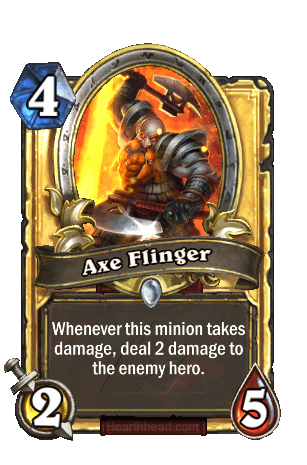 4
Axe Flinger
Whenever this minion takes
damage, deal 2 damage to
the enemy hero.
2
5
Hearthhead.com